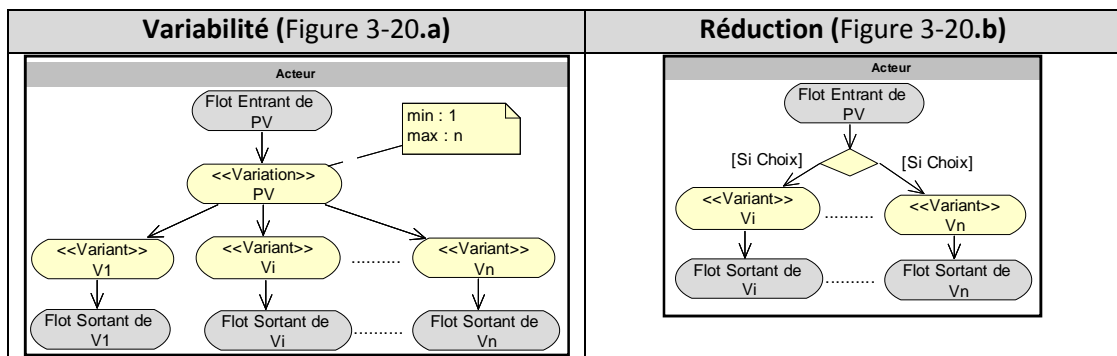 Variabilité (Figure 3-20.a)
Réduction (Figure 3-20.b)
Acteur
Flot Entrant de
PV
min : 1
max : n
<<Variation>>
PV
<<Variant>>
V1
<<Variant>>
Vi
..........
<<Variant>>
Vn
Flot Sortant de
V1
Flot Sortant de
Vi
..........
Flot Sortant de
Vn
Acteur
Flot Entrant de
PV
[Si Choix]
[Si Choix]
<<Variant>>
Vi
..........
<<Variant>>
Vn
Flot Sortant de
Vi
..........
Flot Sortant de
Vn